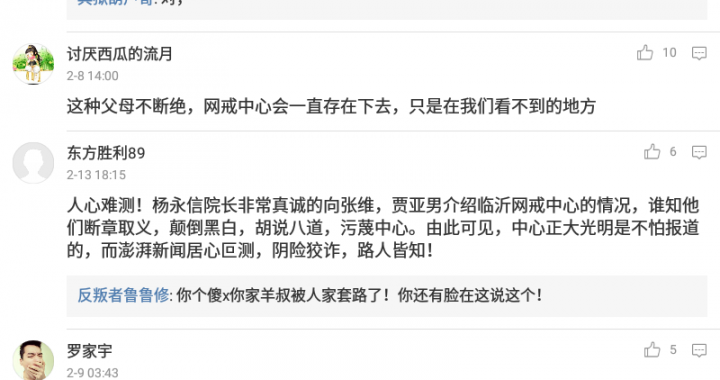 对，
讨厌西瓜的流月
10
2-8 14:00
这种父母不断绝，网戒中心会一直存在下去，只是在我们看不到的地方
东方胜利89
6
2-13 18:15
人心难测！杨永信院长非常真诚的向张维，贾亚男介绍临沂网戒中心的情况，谁知他
们断章取义，颠倒黑白，胡说八道，污蔑中心。由此可见，中心正大光明是不怕报道
的，而澎湃新闻居心叵测，阴险狡诈，路人皆知！
反叛者鲁鲁修: 你个傻x你家羊叔被人家套路了！你还有脸在这说这个！
罗家宇
5
2-9 03:43